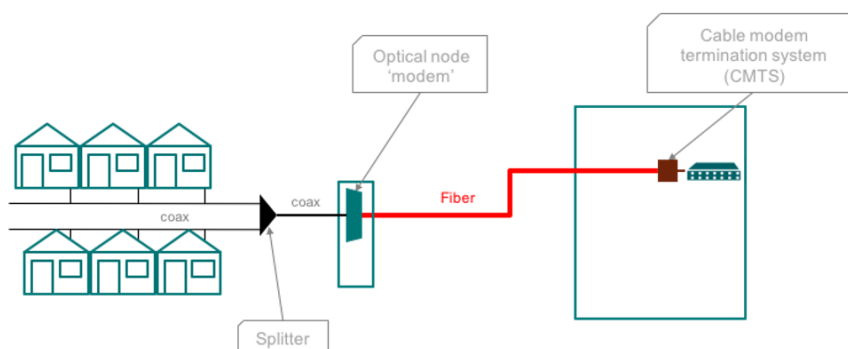 Cable modem
termination system
(CMTS)
Optical node
‘modem’
coax
coax
Fiber
Splitter